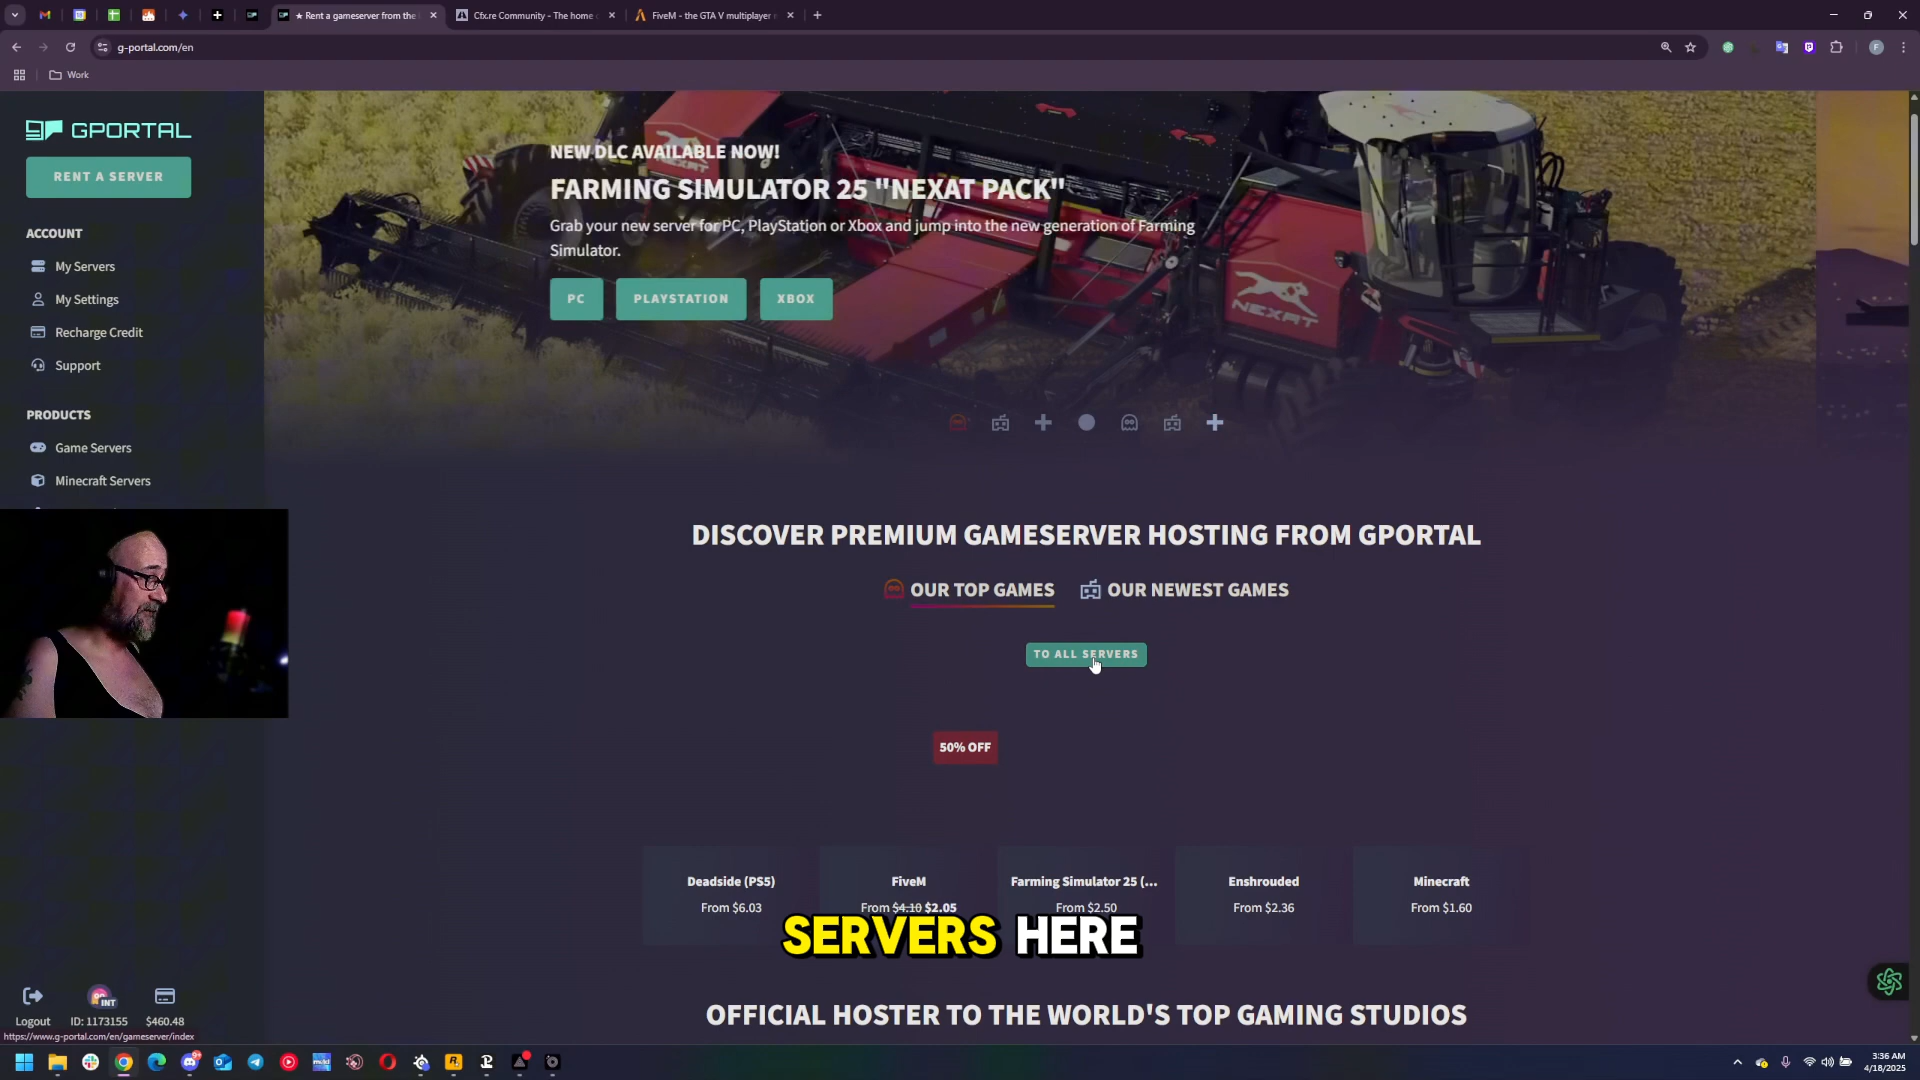 ★ Rent a gameserver from the
Cfx.re Community - The home
FiveM - the GTA V multiplayer
g-portal.com/en
F
Work
GPORTAL
RENT A SERVER
ACCOUNT
My Servers
My Settings
Recharge Credit
Support
PRODUCTS
Game Servers
Minecraft Servers
NEW DLC AVAILABLE NOW!
FARMING SIMULATOR 25 "NEXAT PACK"
Grab your new server for PC, PlayStation or Xbox and jump into the new generation of Farming
Simulator.
PC
PLAYSTATION
XBOX
NEXAT
DISCOVER PREMIUM GAMESERVER HOSTING FROM GPORTAL
OUR TOP GAMES
OUR NEWEST GAMES
TO ALL SERVERS
50% OFF
Deadside (PS5)
From $6.03
FiveM
From $4.10 $2.05
Farming Simulator 25 (...
From $2.50
Enshrouded
From $2.36
Minecraft
From $1.60
SERVERS HERE
OFFICIAL HOSTER TO THE WORLD'S TOP GAMING STUDIOS
INT
Logout
ID: 1173155
$460.48
https://www.g-portal.com/en/gameserver/index
3:36 AM
4/18/2025